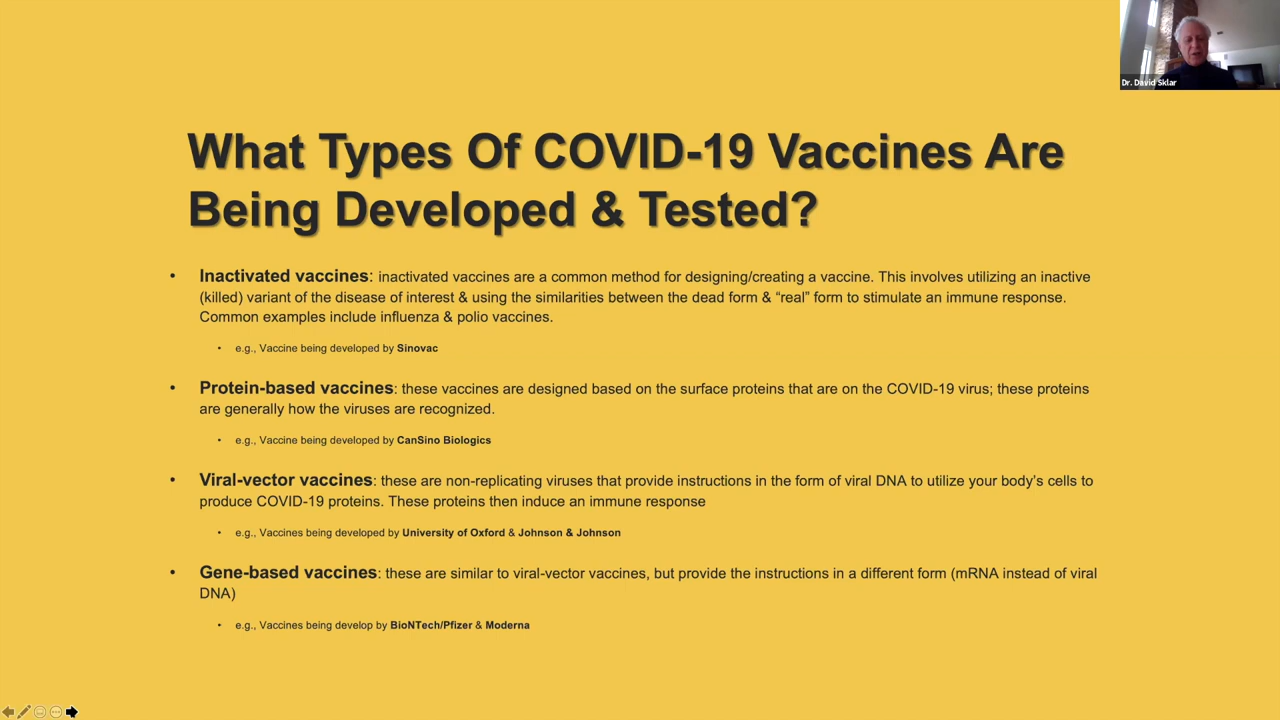 Dr. David Sklar
What Types Of COVID-19 Vaccines Are
Being Developed & Tested?
• Inactivated vaccines: inactivated vaccines are a common method for designing/creating a vaccine. This involves utilizing an inactive
(killed) variant of the disease of interest & using the similarities between the dead form & “real” form to stimulate an immune response.
Common examples include influenza & polio vaccines.
• e.g., Vaccine being developed by Sinovac
• Protein-based vaccines: these vaccines are designed based on the surface proteins that are on the COVID-19 virus; these proteins
are generally how the viruses are recognized.
• e.g., Vaccine being developed by CanSino Biologics
• Viral-vector vaccines: these are non-replicating viruses that provide instructions in the form of viral DNA to utilize your body’s cells to
produce COVID-19 proteins. These proteins then induce an immune response
• e.g., Vaccines being developed by University of Oxford & Johnson & Johnson
• Gene-based vaccines: these are similar to viral-vector vaccines, but provide the instructions in a different form (mRNA instead of viral
DNA)
• e.g., Vaccines being develop by BioNTech/Pfizer & Moderna